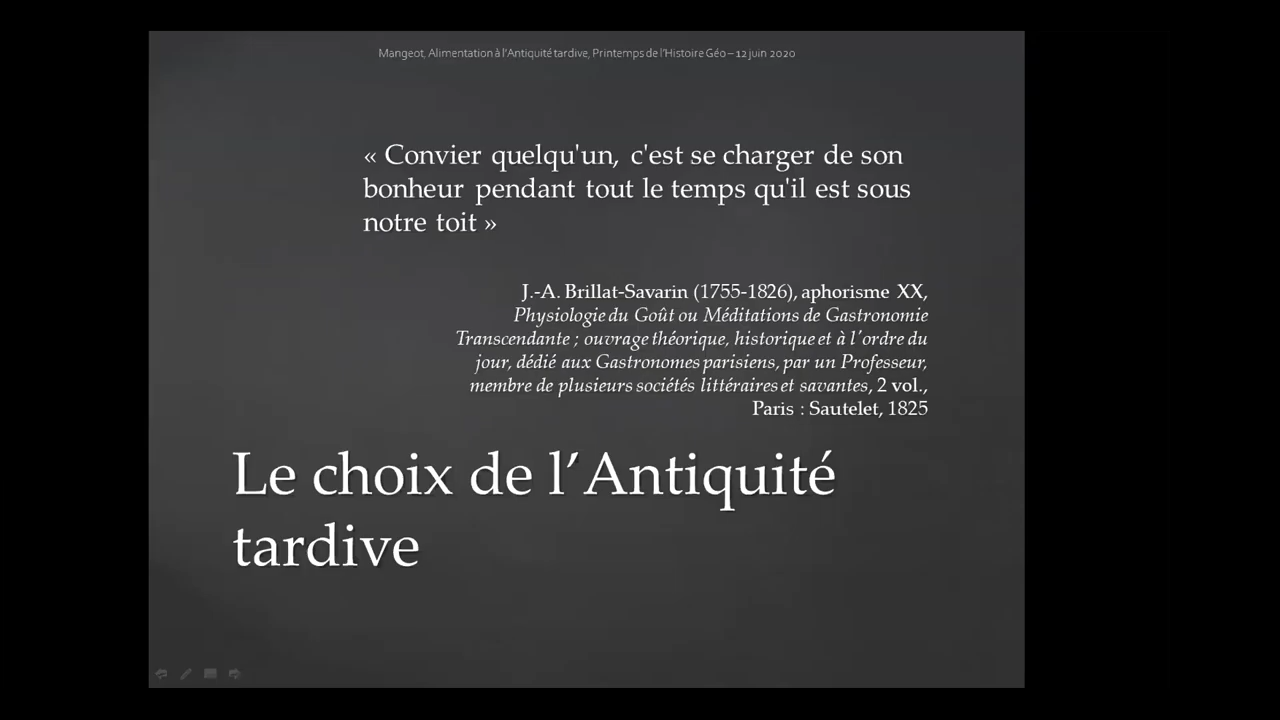 Mangeot, Alimentation à l'Antiquité tardive, Printemps de l'Histoire Géo – 12 juin 2020
« Convier quelqu'un, c'est se charger de son
bonheur pendant tout le temps qu'il est sous
notre toit »
J.-A. Brillat-Savarin (1755-1826), aphorisme XX,
Physiologie du Goût ou Méditations de Gastronomie
Transcendante ; ouvrage théorique, historique et à l'ordre du
jour, dédié aux Gastronomes parisiens, par un Professeur,
membre de plusieurs sociétés littéraires et savantes, 2 vol.,
Paris : Sautelet, 1825
Le choix de l’Antiquité
tardive